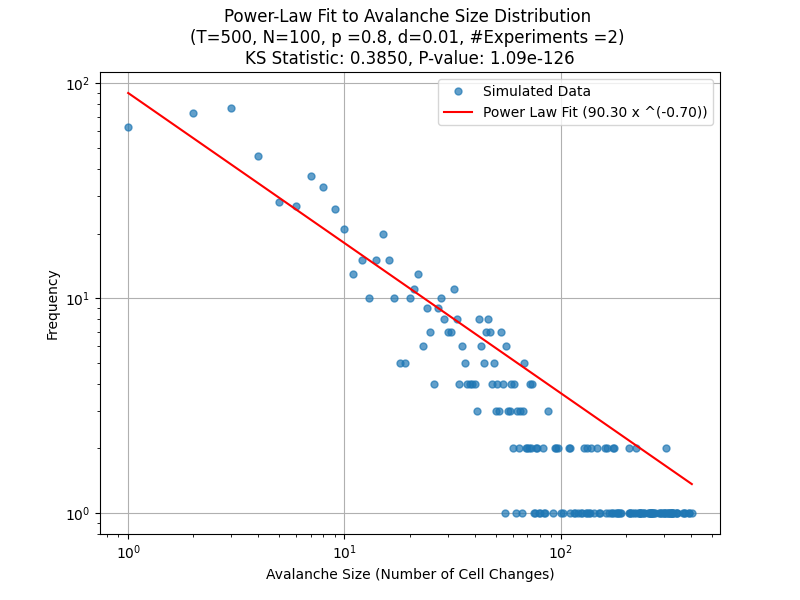 Power-Law Fit to Avalanche Size Distribution
(T=500, N=100, p =0.8, d=0.01, #Experiments =2)
KS Statistic: 0.3850, P-value: 1.09e-126
Simulated Data
Power Law Fit (90.30 x ^(-0.70))
10²
10¹
10⁰
Frequency
10⁰ 10¹ 10²
Avalanche Size (Number of Cell Changes)